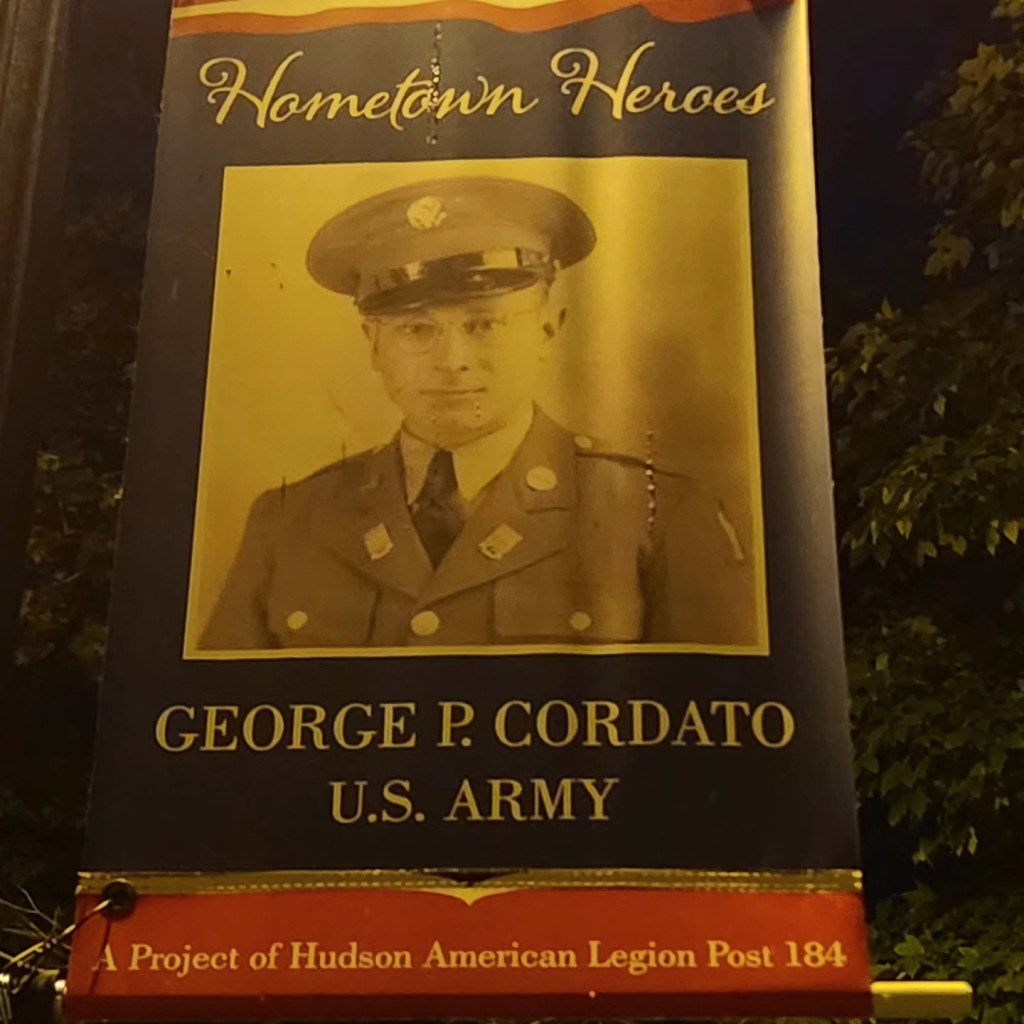 Hometown Heroes
GEORGE P. CORDATO
U.S. ARMY
A Project of Hudson American Legion Post 184